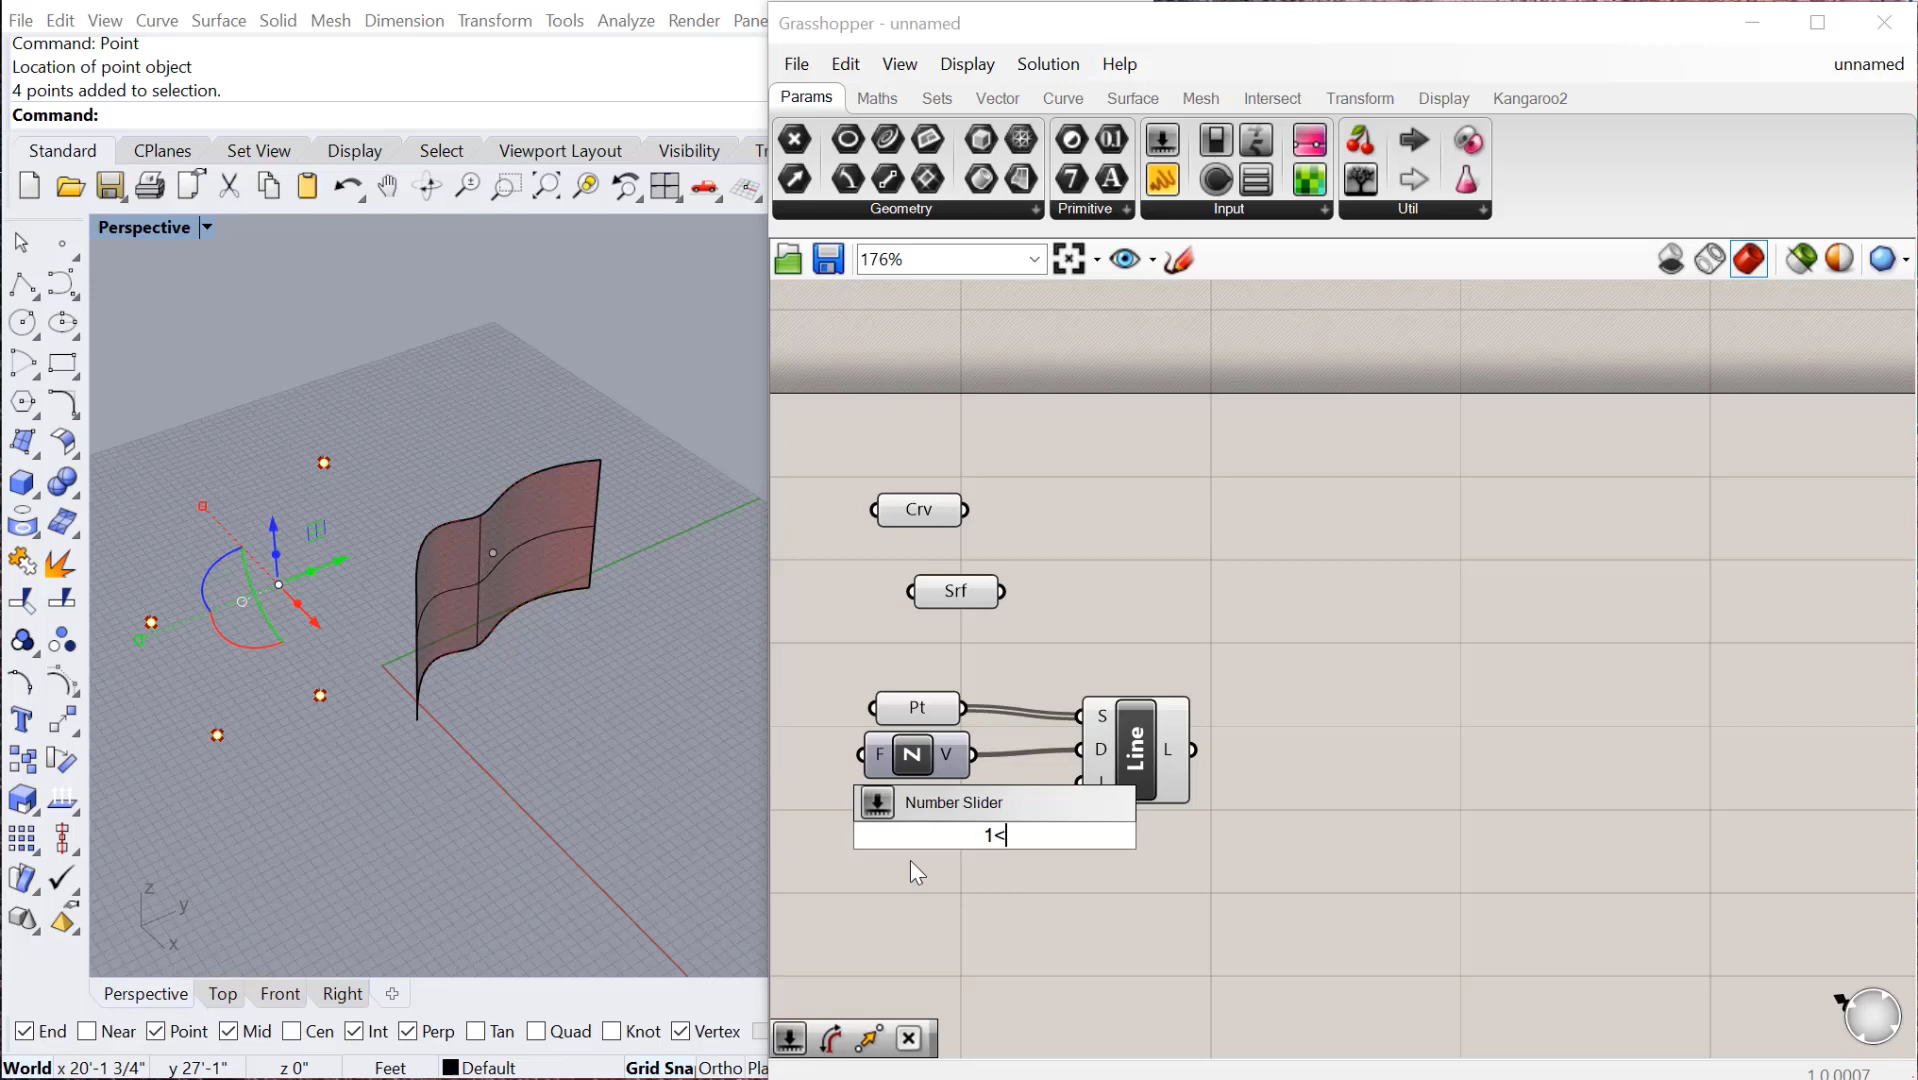 File Edit View Curve Surface Solid Mesh Dimension Transform Tools Analyze Render Pane
Command: Point
Location of point object
4 points added to selection.
Command:
Standard CPlanes Set View Display Select Viewport Layout Visibility Tr
Perspective
z
y
x
Perspective Top Front Right
End Near Point Mid Cen Int Perp Tan Quad Knot Vertex
World x 20'-1 3/4" y 27'-1" z 0" Feet Default Grid Sna Ortho Pla
Grasshopper - unnamed
File Edit View Display Solution Help unnamed
Params Maths Sets Vector Curve Surface Mesh Intersect Transform Display Kangaroo2
Geometry Primitive Input Util
176%
Crv
Srf
Pt
F N V
S
D
L
Line
L
Number Slider
1<
1.0.0007